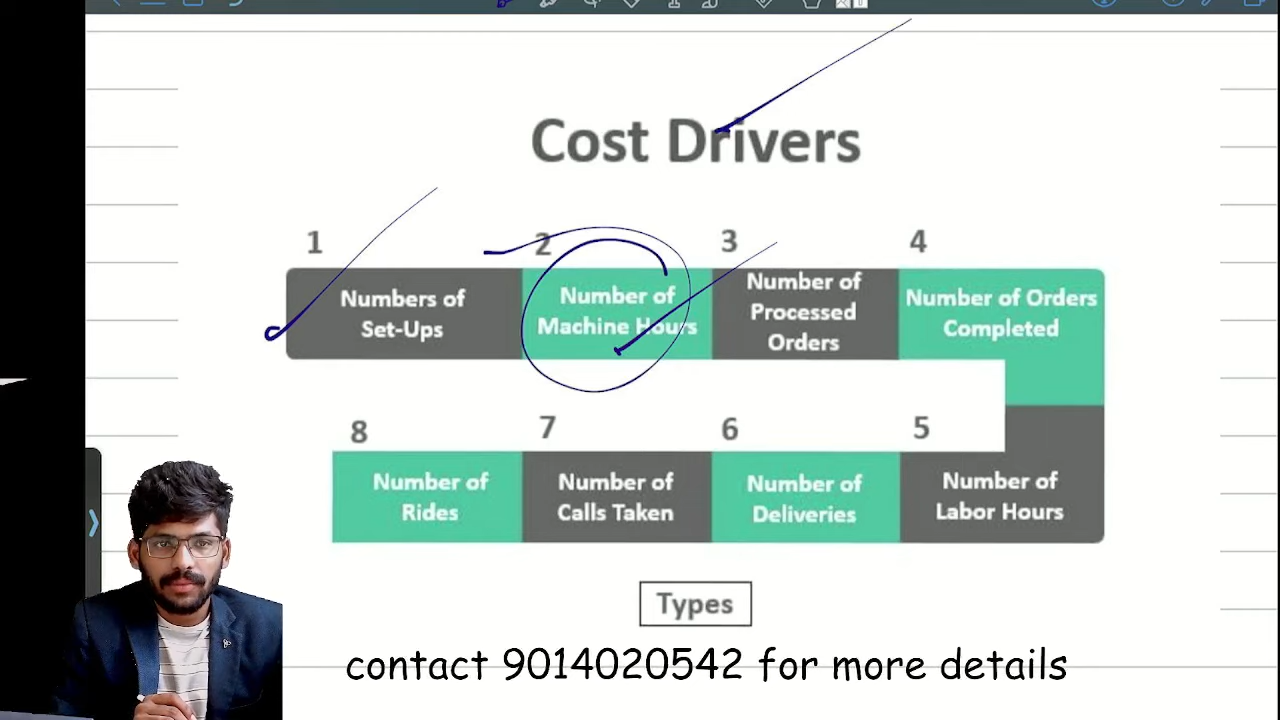 Cost Drivers
1
Numbers of
Set-Ups
2
Number of
Machine Hours
3
Number of
Processed
Orders
4
Number of Orders
Completed
5
Number of
Labor Hours
6
Number of
Deliveries
7
Number of
Calls Taken
8
Number of
Rides
Types
contact 9014020542 for more details